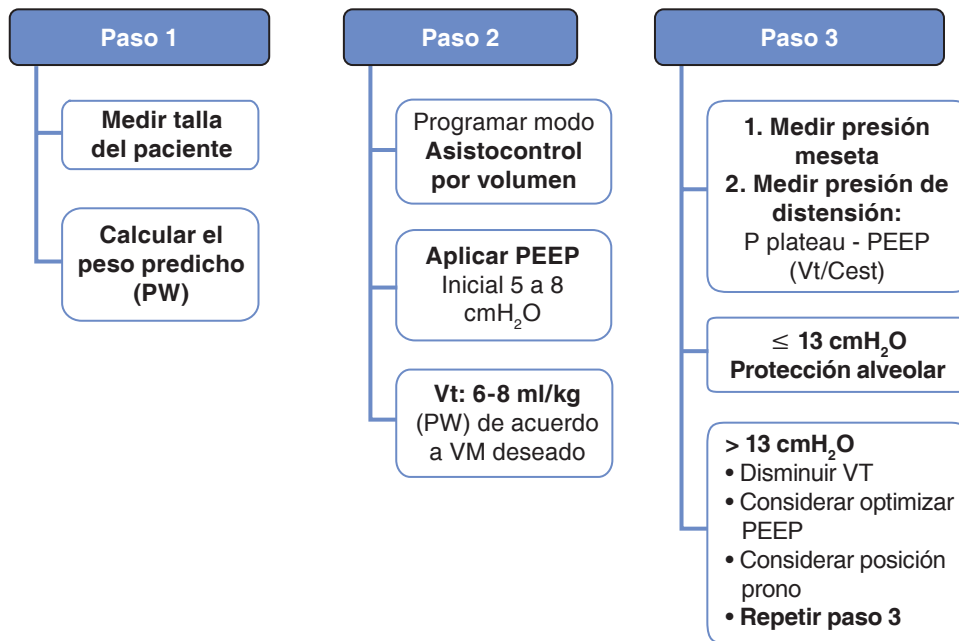 Paso 1
Medir talla
del paciente
Calcular el
peso predicho
(PW)
Paso 2
Programar modo
Asistocontrol
por volumen
Aplicar PEEP
Inicial 5 a 8
cmH₂O
Vt: 6-8 ml/kg
(PW) de acuerdo
a VM deseado
Paso 3
1. Medir presión
meseta
2. Medir presión de
distensión:
P plateau - PEEP
(Vt/Cest)
≤ 13 cmH₂O
Protección alveolar
> 13 cmH₂O
• Disminuir VT
• Considerar optimizar
PEEP
• Considerar posición
prono
• Repetir paso 3